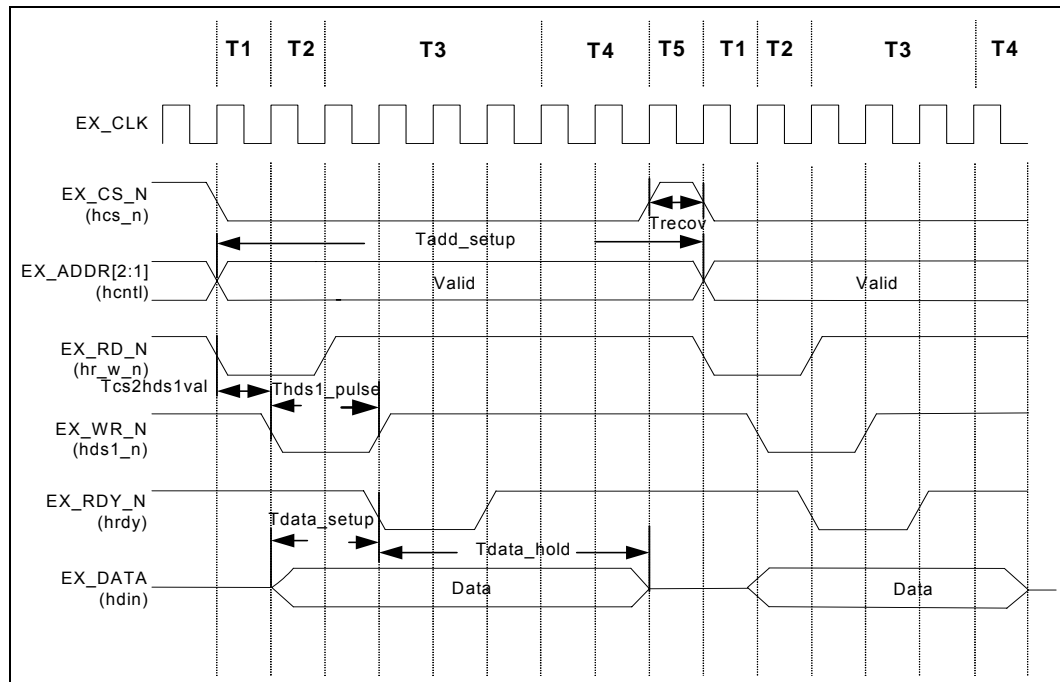 T1 T2 T3 T4 T5 T1 T2 T3 T4
EX_CLK
EX_CS_N
(hcs_n)
Trecov
Tadd_setup
EX_ADDR[2:1]
(hcntl)
Valid Valid
EX_RD_N
(hr_w_n)
Tcs2hds1val Thds1_pulse
EX_WR_N
(hds1_n)
EX_RDY_N
(hrdy)
Tdata_setup
Tdata_hold
EX_DATA
(hdin)
Data Data